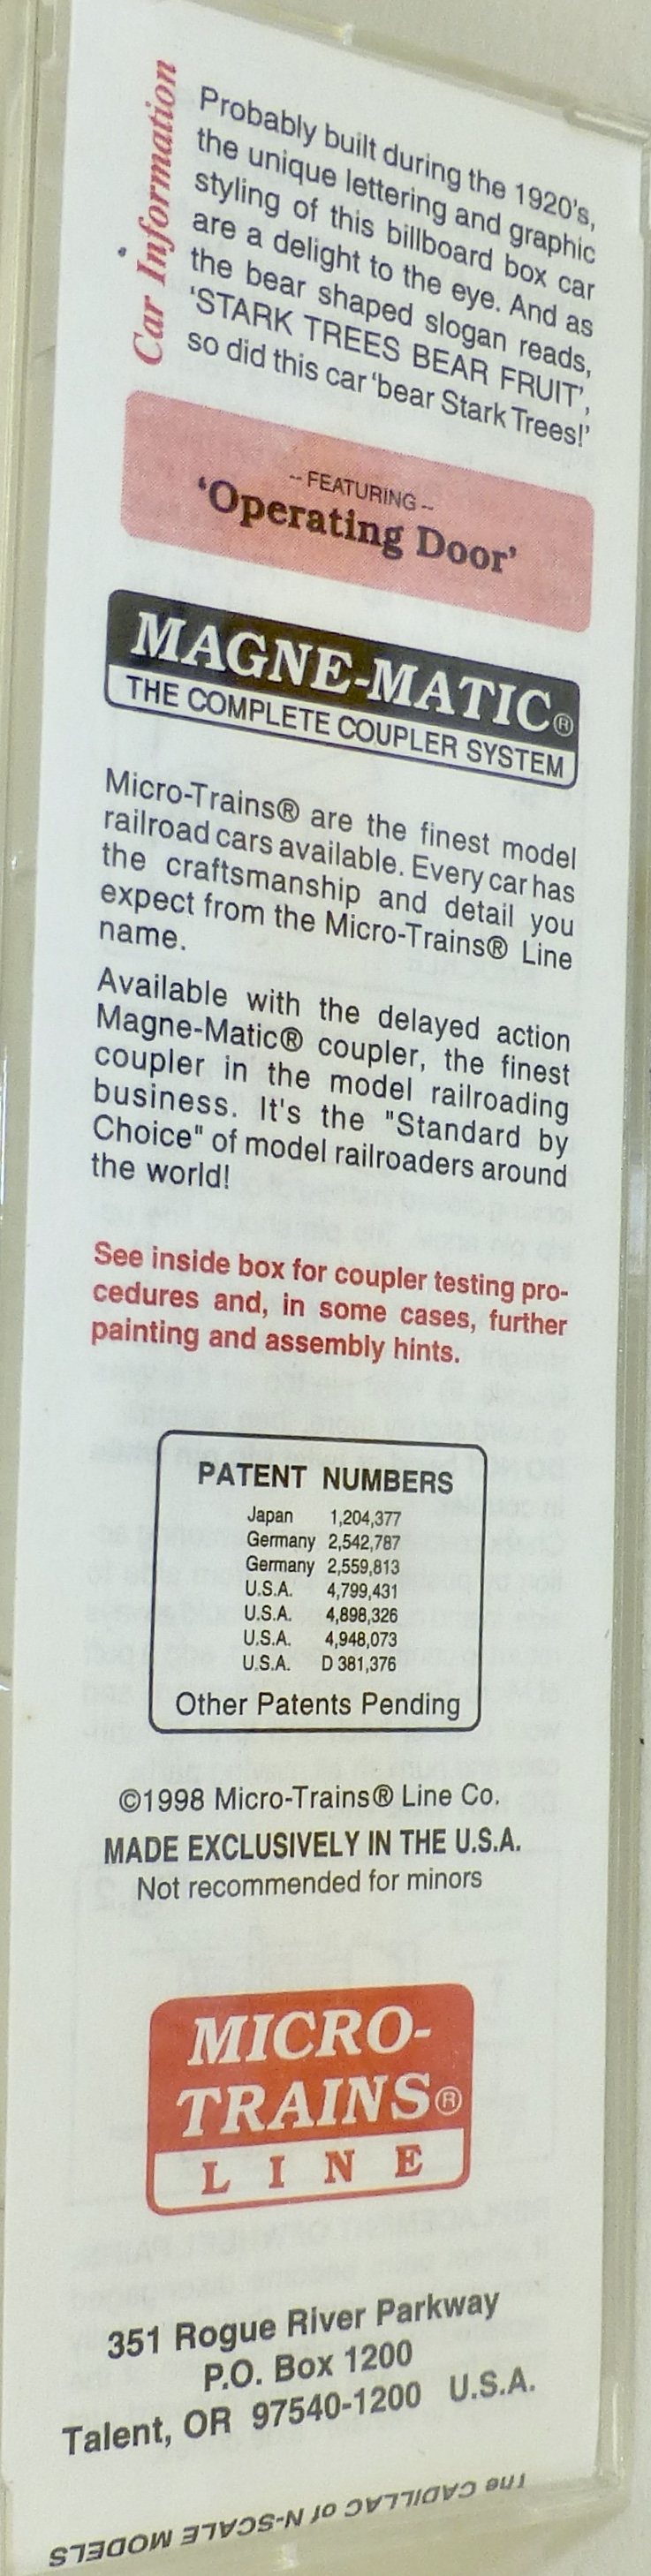 Car Information
Probably built during the 1920's,
the unique lettering and graphic
styling of this billboard box car
are a delight to the eye. And as
the bear shaped slogan reads,
'STARK TREES BEAR FRUIT',
so did this car 'bear Stark Trees!'
-- FEATURING --
'Operating Door'
MAGNE-MATIC®
THE COMPLETE COUPLER SYSTEM
Micro-Trains® are the finest model
railroad cars available. Every car has
the craftsmanship and detail you
expect from the Micro-Trains® Line
name.
Available with the delayed action
Magne-Matic® coupler, the finest
coupler in the model railroading
business. It's the "Standard by
Choice" of model railroaders around
the world!
See inside box for coupler testing pro-
cedures and, in some cases, further
painting and assembly hints.
PATENT NUMBERS
Japan 1,204,377
Germany 2,542,787
Germany 2,559,813
U.S.A. 4,799,431
U.S.A. 4,898,326
U.S.A. 4,948,073
U.S.A. D 381,376
Other Patents Pending
©1998 Micro-Trains® Line Co.
MADE EXCLUSIVELY IN THE U.S.A.
Not recommended for minors
MICRO-
TRAINS®
LINE
351 Rogue River Parkway
P.O. Box 1200
Talent, OR 97540-1200 U.S.A.
The CADILLAC of N-SCALE MODELS